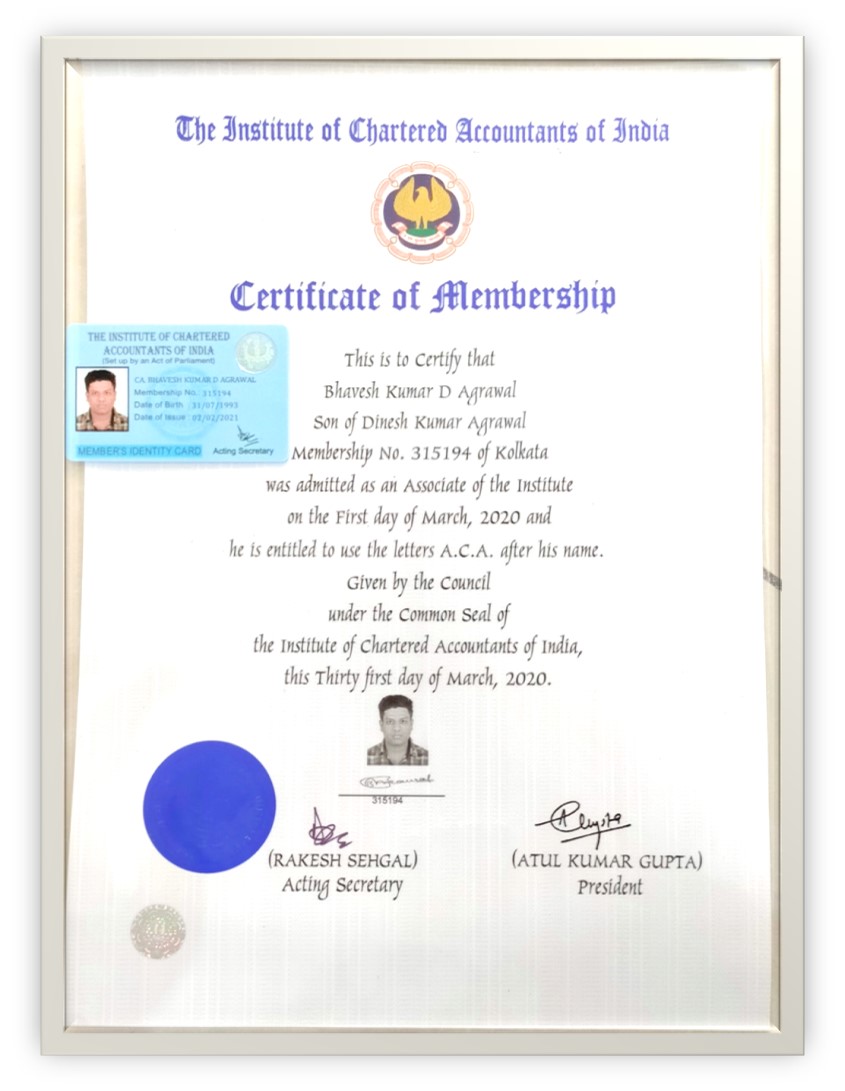 The Institute of Chartered Accountants of India
Certificate of Membership
THE INSTITUTE OF CHARTERED
ACCOUNTANTS OF INDIA
(Set up by an Act of Parliament)
CA. BHAVESH KUMAR D AGRAWAL
Membership No. 315194
Date of Birth : 31/07/1993
Date of Issue : 02/02/2021
MEMBER'S IDENTITY CARD
Acting Secretary
This is to Certify that
Bhavesh Kumar D Agrawal
Son of Dinesh Kumar Agrawal
Membership No. 315194 of Kolkata
was admitted as an Associate of the Institute
on the First day of March, 2020 and
he is entitled to use the letters A.C.A. after his name.
Given by the Council
under the Common Seal of
the Institute of Chartered Accountants of India,
this Thirty first day of March, 2020.
315194
(RAKESH SEHGAL)
Acting Secretary
(ATUL KUMAR GUPTA)
President